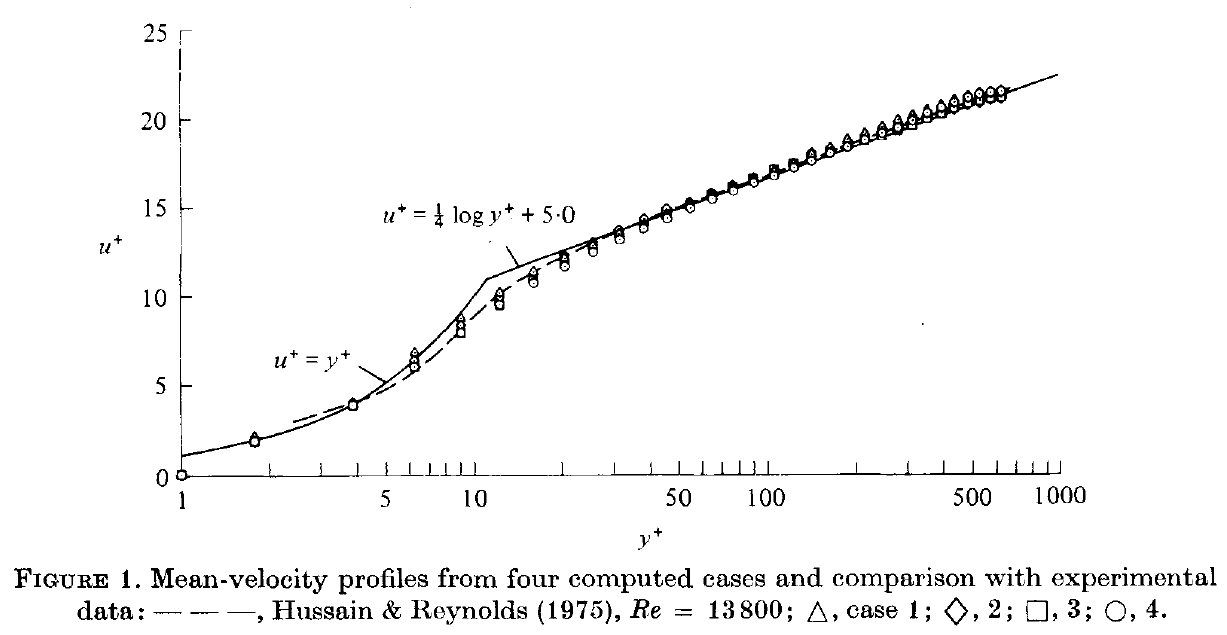 25
20
15
10
5
0
u⁺
u⁺ = ¼ log y⁺ + 5·0
u⁺ = y⁺
1 5 10 50 100 500 1000
y⁺
FIGURE 1. Mean-velocity profiles from four computed cases and comparison with experimental
data: — — —, Hussain & Reynolds (1975), Re = 13800; △, case 1; ◇, 2; □, 3; ○, 4.